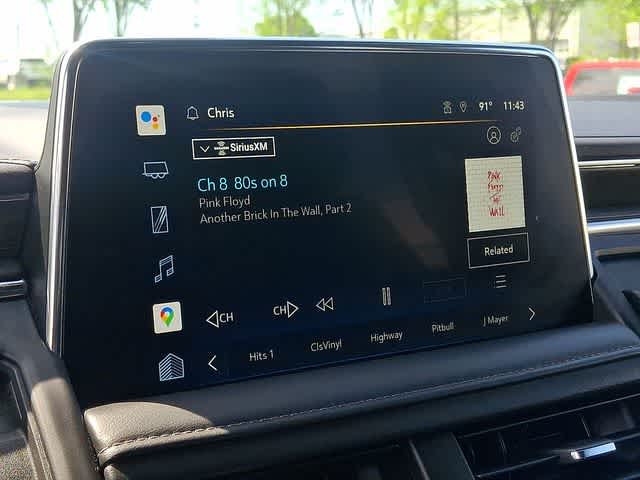 Chris
91° 11:43
SiriusXM
Ch 8 80s on 8
Pink Floyd
Another Brick In The Wall, Part 2
PINK
FLOYD
THE
WALL
Related
CH
CH
Hits 1
ClsVinyl
Highway
Pitbull
J Mayer